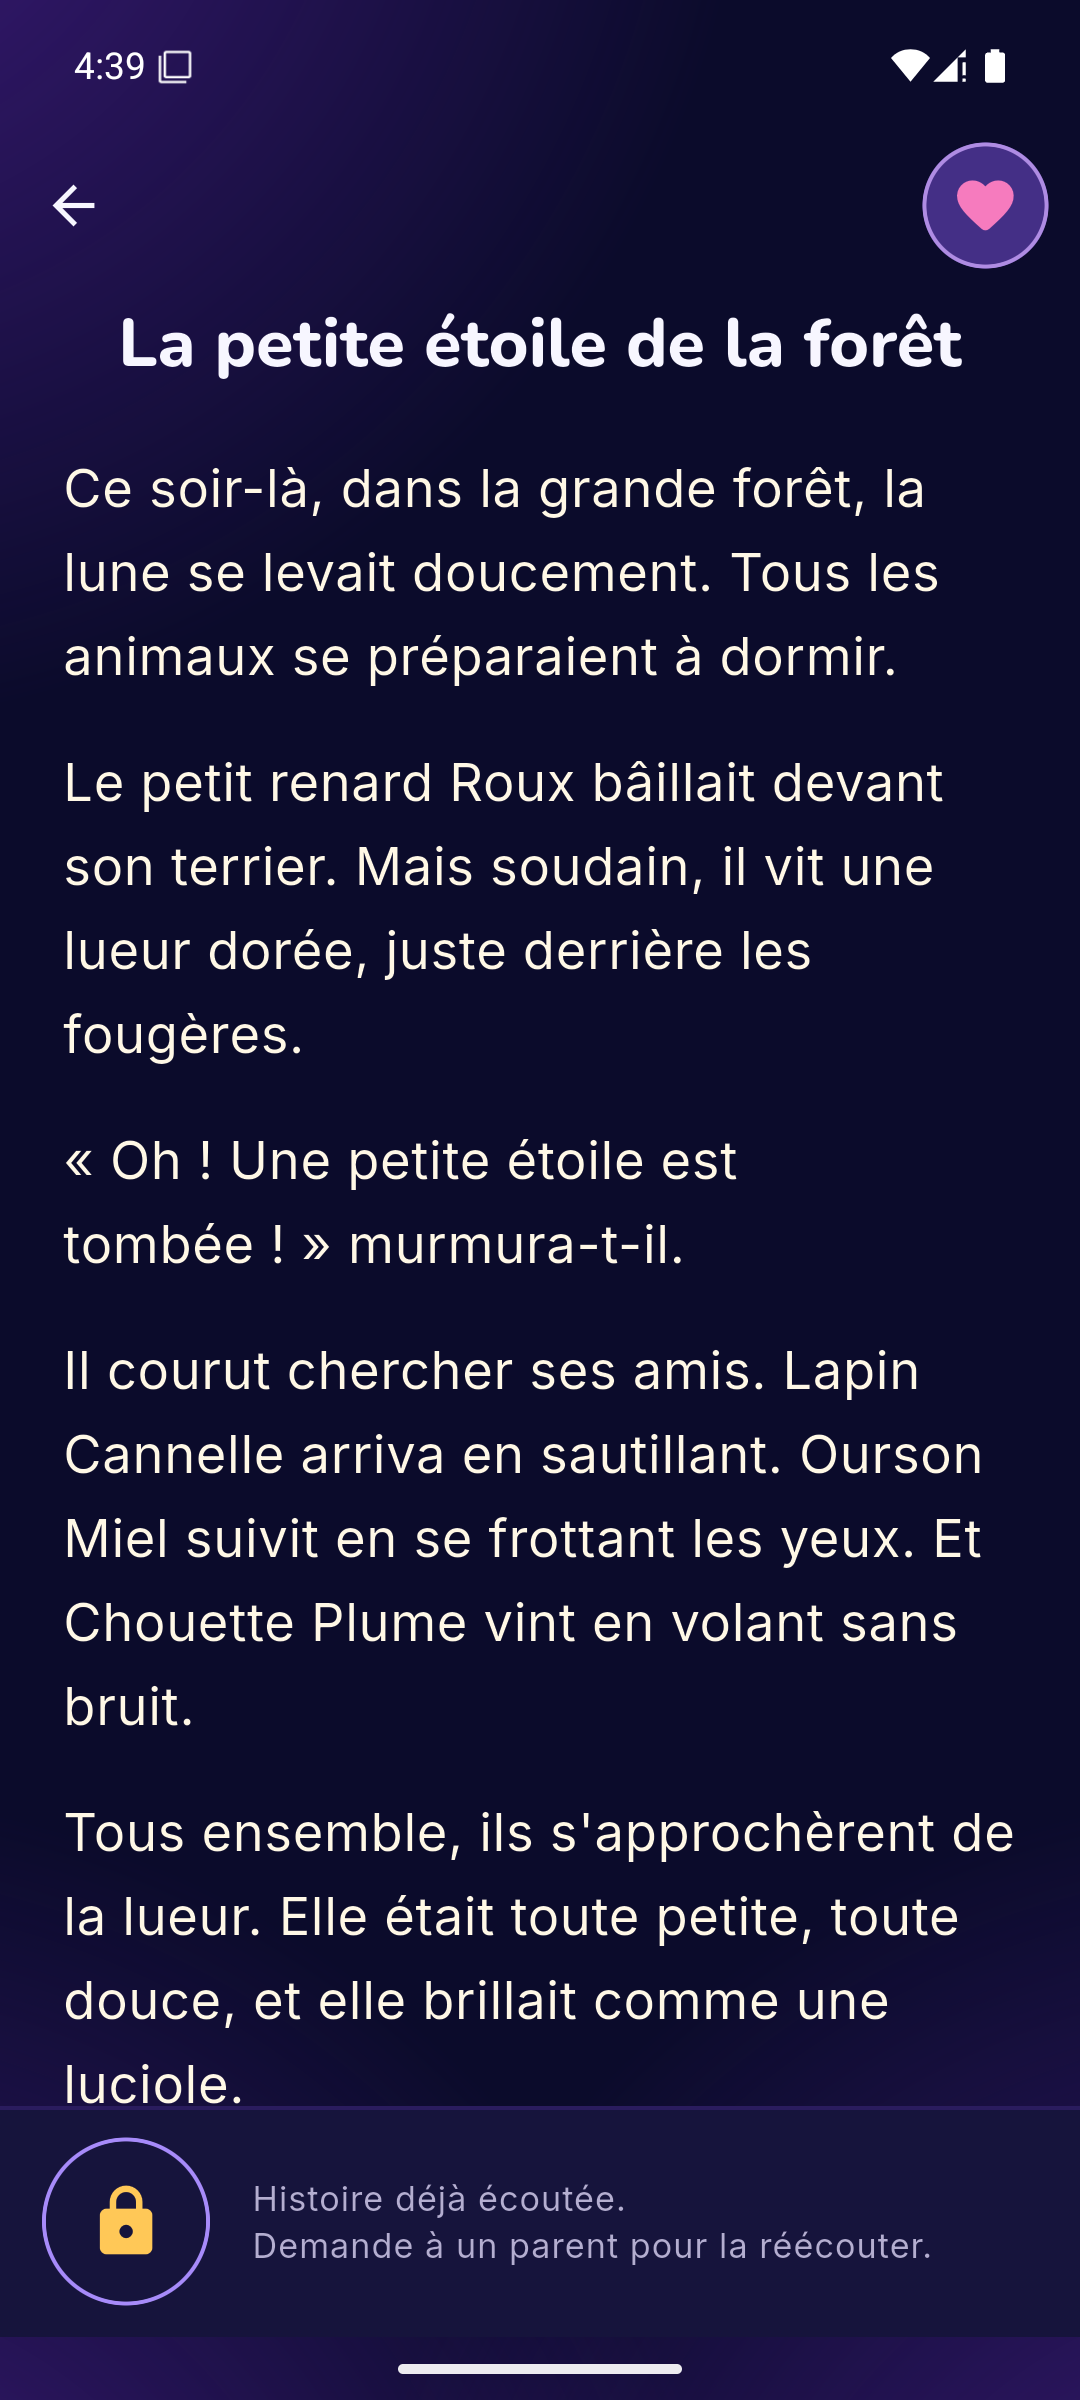 4:39
La petite étoile de la forêt
Ce soir-là, dans la grande forêt, la
lune se levait doucement. Tous les
animaux se préparaient à dormir.
Le petit renard Roux bâillait devant
son terrier. Mais soudain, il vit une
lueur dorée, juste derrière les
fougères.
« Oh ! Une petite étoile est
tombée ! » murmura-t-il.
Il courut chercher ses amis. Lapin
Cannelle arriva en sautillant. Ourson
Miel suivit en se frottant les yeux. Et
Chouette Plume vint en volant sans
bruit.
Tous ensemble, ils s'approchèrent de
la lueur. Elle était toute petite, toute
douce, et elle brillait comme une
luciole.
Histoire déjà écoutée.
Demande à un parent pour la réécouter.